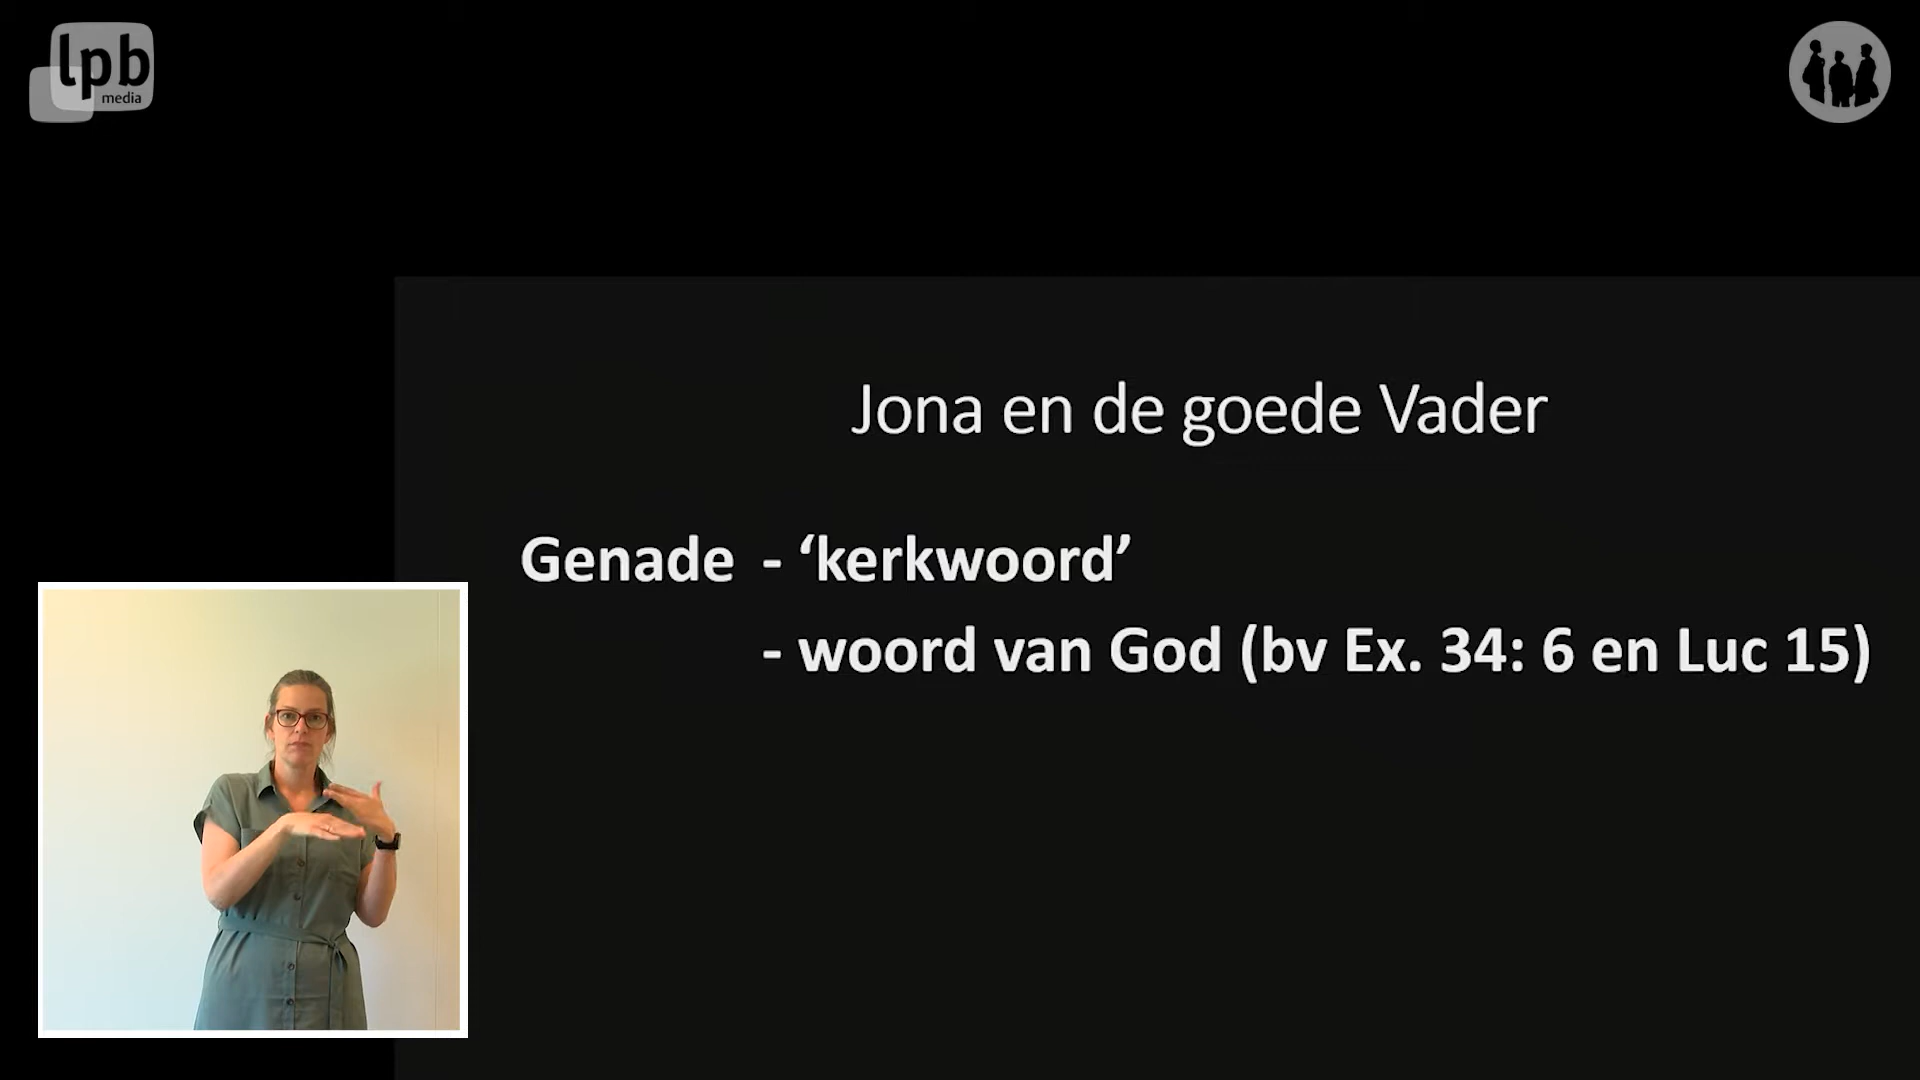 lpb
media
Jona en de goede Vader
Genade - ‘kerkwoord’
- woord van God (bv Ex. 34: 6 en Luc 15)